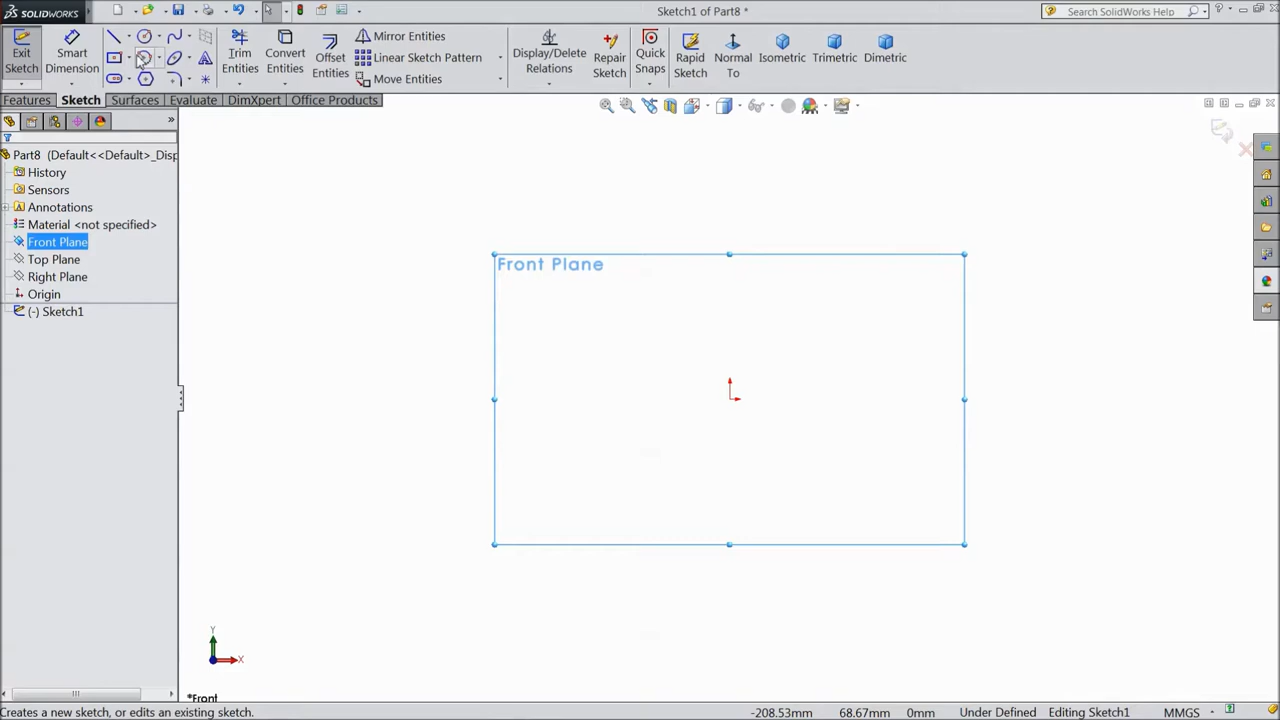 SOLIDWORKS
Sketch1 of Part8 *
Search SolidWorks Help
Exit Sketch
Smart Dimension
Trim Entities
Convert Entities
Offset Entities
Mirror Entities
Linear Sketch Pattern
Move Entities
Display/Delete Relations
Repair Sketch
Quick Snaps
Rapid Sketch
Normal To
Isometric
Trimetric
Dimetric
Features
Sketch
Surfaces
Evaluate
DimXpert
Office Products
Part8 (Default<<Default>_Disp
History
Sensors
Annotations
Material <not specified>
Front Plane
Top Plane
Right Plane
Origin
(-) Sketch1
Front Plane
Y
X
*Front
Creates a new sketch, or edits an existing sketch.
-208.53mm 68.67mm 0mm Under Defined Editing Sketch1 MMGS